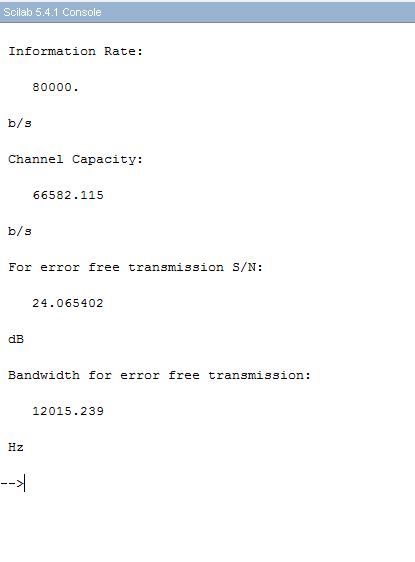 Scilab 5.4.1 Console
Information Rate:
80000.
b/s
Channel Capacity:
66582.115
b/s
For error free transmission S/N:
24.065402
dB
Bandwidth for error free transmission:
12015.239
Hz
-->